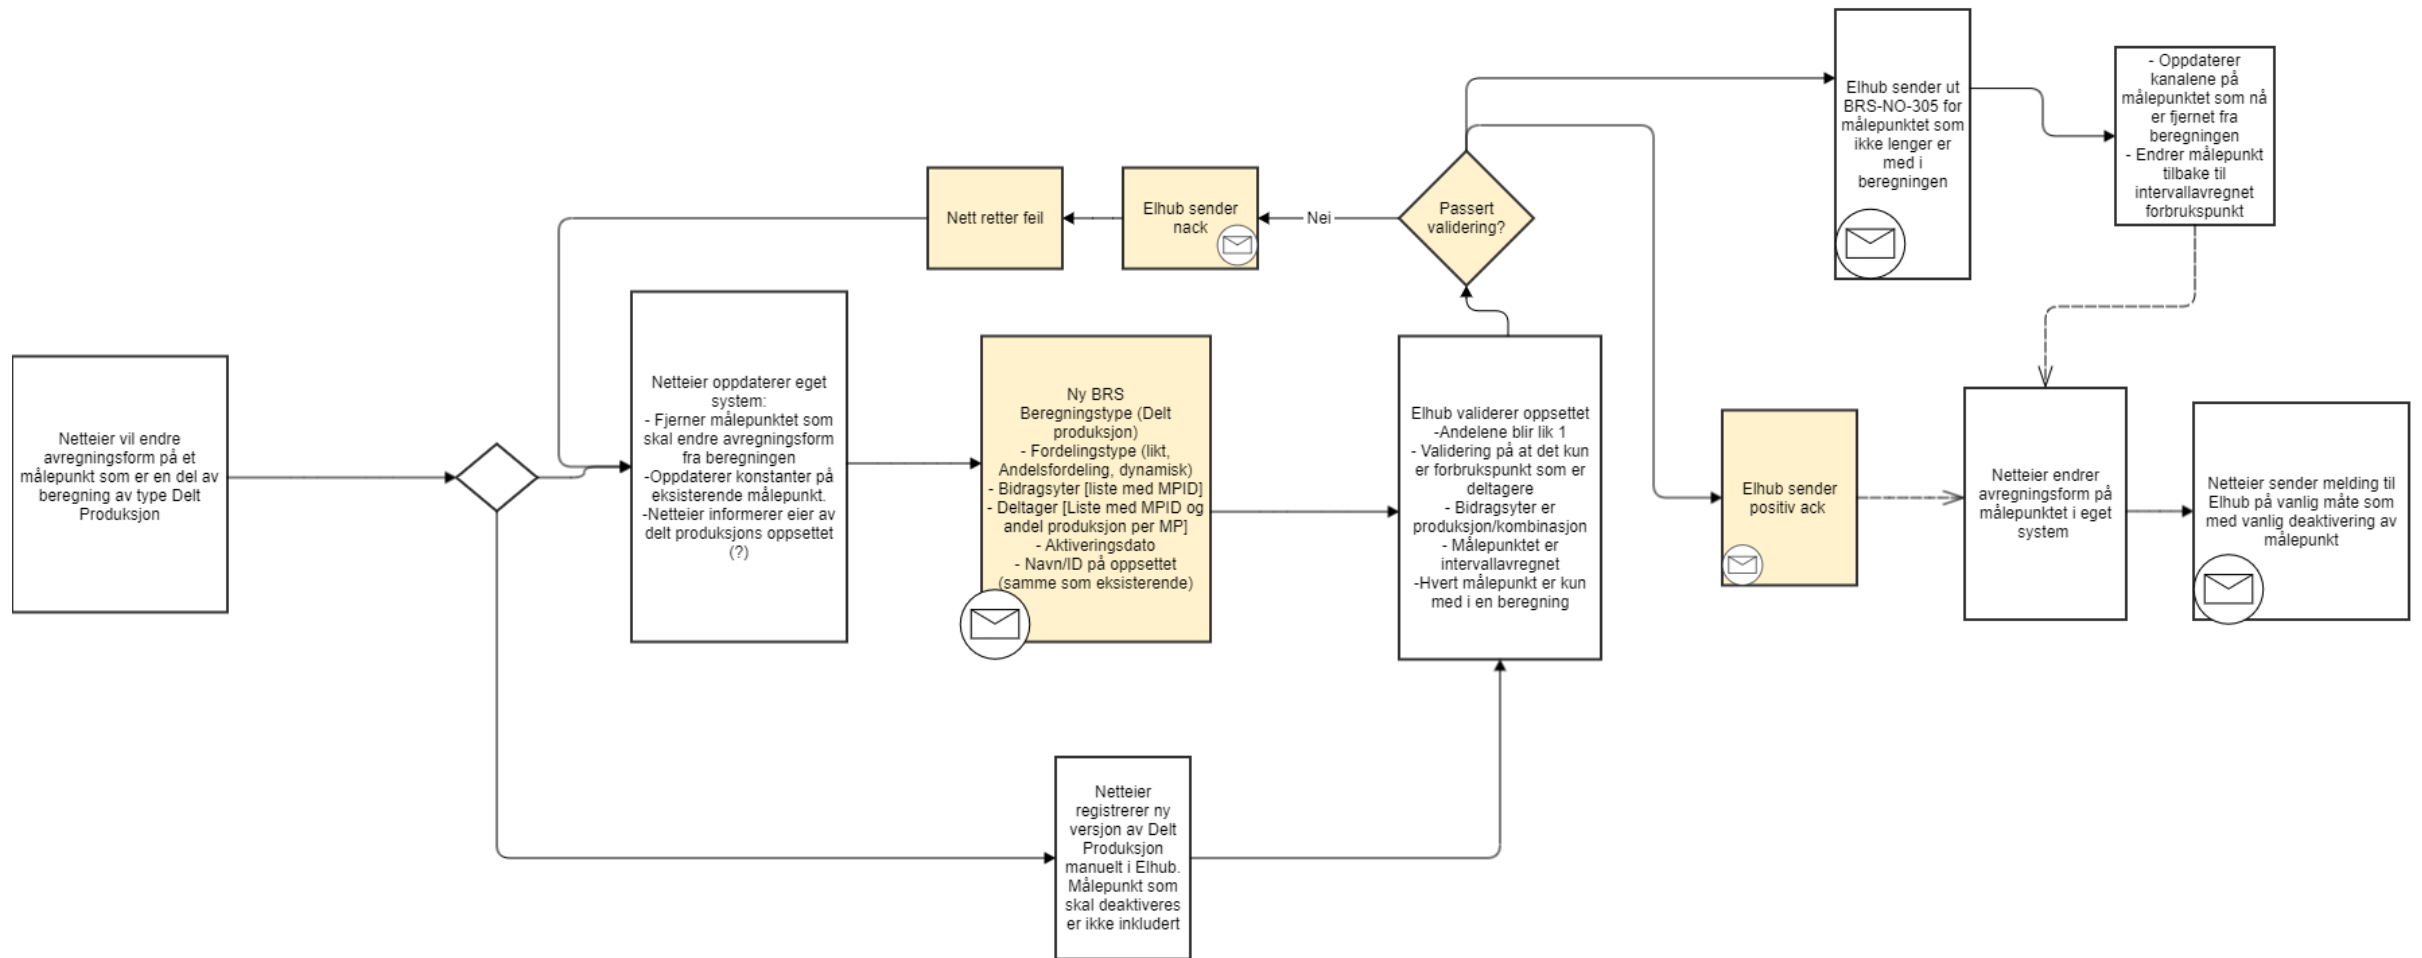 Netteier vil endre
avregningsform på et
målepunkt som er en del av
beregning av type Delt
Produksjon
Netteier oppdaterer eget
system:
- Fjerner målepunktet som
skal endre avregningsform
fra beregningen
-Oppdaterer konstanter på
eksisterende målepunkt.
-Netteier informerer eier av
delt produksjons oppsettet
(?)
Nett retter feil
Elhub sender
nack
Nei
Passert
validering?
Ny BRS
Beregningstype (Delt
produksjon)
- Fordelingstype (likt,
Andelsfordeling, dynamisk)
- Bidragsyter [liste med MPID]
- Deltager [Liste med MPID og
andel produksjon per MP]
- Aktiveringsdato
- Navn/ID på oppsettet
(samme som eksisterende)
Elhub validerer oppsettet
-Andelene blir lik 1
- Validering på at det kun
er forbrukspunkt som er
deltagere
- Bidragsyter er
produksjon/kombinasjon
- Målepunktet er
intervallavregnet
-Hvert målepunkt er kun
med i en beregning
Netteier
registrerer ny
versjon av Delt
Produksjon
manuelt i Elhub.
Målepunkt som
skal deaktiveres
er ikke inkludert
Elhub sender ut
BRS-NO-305 for
målepunktet som
ikke lenger er
med i
beregningen
- Oppdaterer
kanalene på
målepunktet som nå
er fjernet fra
beregningen
- Endrer målepunkt
tilbake til
intervallavregnet
forbrukspunkt
Elhub sender
positiv ack
Netteier endrer
avregningsform på
målepunktet i eget
system
Netteier sender melding til
Elhub på vanlig måte som
med vanlig deaktivering av
målepunkt